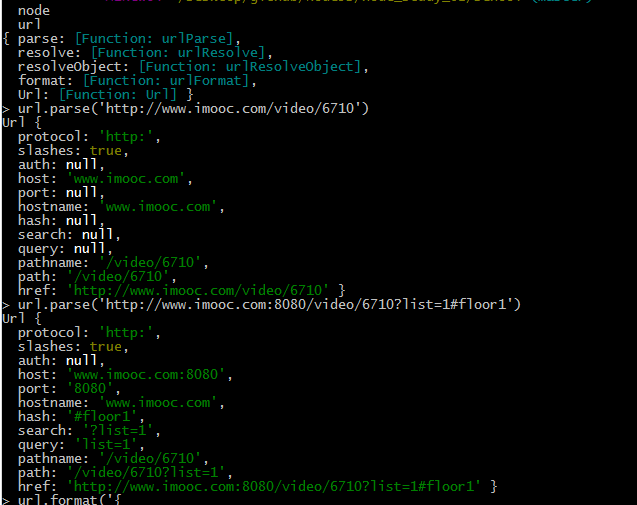 node
url
{ parse: [Function: urlParse],
resolve: [Function: urlResolve],
resolveObject: [Function: urlResolveObject],
format: [Function: urlFormat],
Url: [Function: Url] }
> url.parse('http://www.imooc.com/video/6710')
Url {
protocol: 'http:',
slashes: true,
auth: null,
host: 'www.imooc.com',
port: null,
hostname: 'www.imooc.com',
hash: null,
search: null,
query: null,
pathname: '/video/6710',
path: '/video/6710',
href: 'http://www.imooc.com/video/6710' }
> url.parse('http://www.imooc.com:8080/video/6710?list=1#floor1')
Url {
protocol: 'http:',
slashes: true,
auth: null,
host: 'www.imooc.com:8080',
port: '8080',
hostname: 'www.imooc.com',
hash: '#floor1',
search: '?list=1',
query: 'list=1',
pathname: '/video/6710',
path: '/video/6710?list=1',
href: 'http://www.imooc.com:8080/video/6710?list=1#floor1' }
> url.format('{